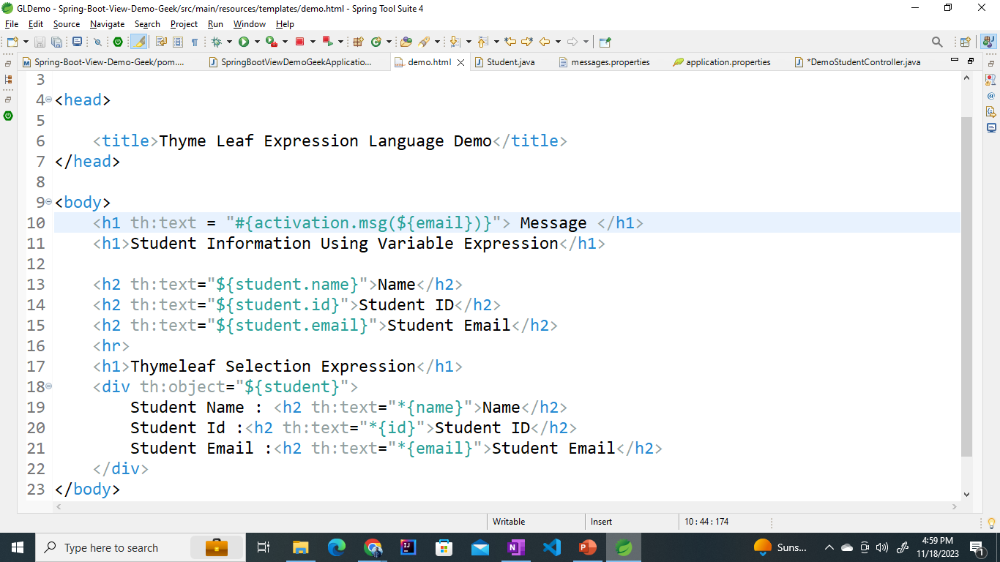 GLDemo - Spring-Boot-View-Demo-Geek/src/main/resources/templates/demo.html - Spring Tool Suite 4
File Edit Source Navigate Search Project Run Window Help
Spring-Boot-View-Demo-Geek/pom.... SpringBootViewDemoGeekApplicatio... demo.html Student.java messages.properties application.properties *DemoStudentController.java
3
4 <head>
5
6 <title>Thyme Leaf Expression Language Demo</title>
7 </head>
8
9 <body>
10 <h1 th:text = "#{activation.msg(${email})}"> Message </h1>
11 <h1>Student Information Using Variable Expression</h1>
12
13 <h2 th:text="${student.name}">Name</h2>
14 <h2 th:text="${student.id}">Student ID</h2>
15 <h2 th:text="${student.email}">Student Email</h2>
16 <hr>
17 <h1>Thymeleaf Selection Expression</h1>
18 <div th:object="${student}">
19 Student Name : <h2 th:text="*{name}">Name</h2>
20 Student Id :<h2 th:text="*{id}">Student ID</h2>
21 Student Email :<h2 th:text="*{email}">Student Email</h2>
22 </div>
23 </body>
Writable Insert 10 : 44 : 174
Type here to search Suns... 4:59 PM
11/18/2023 1